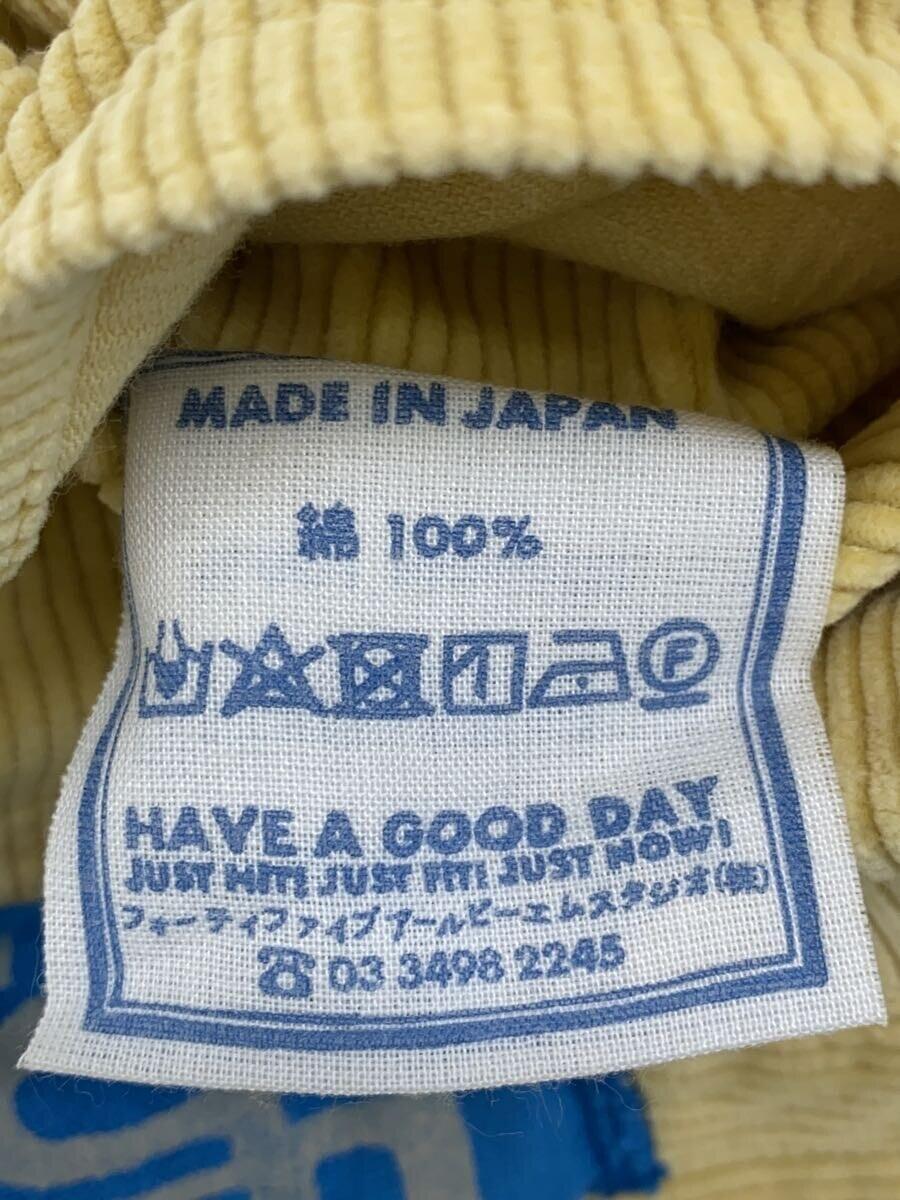 MADE IN JAPAN
綿 100%
F
HAVE A GOOD DAY
JUST HIT! JUST FIT! JUST NOW!
フォーティファイブアールピーエムスタジオ(株)
☎ 03 3498 2245